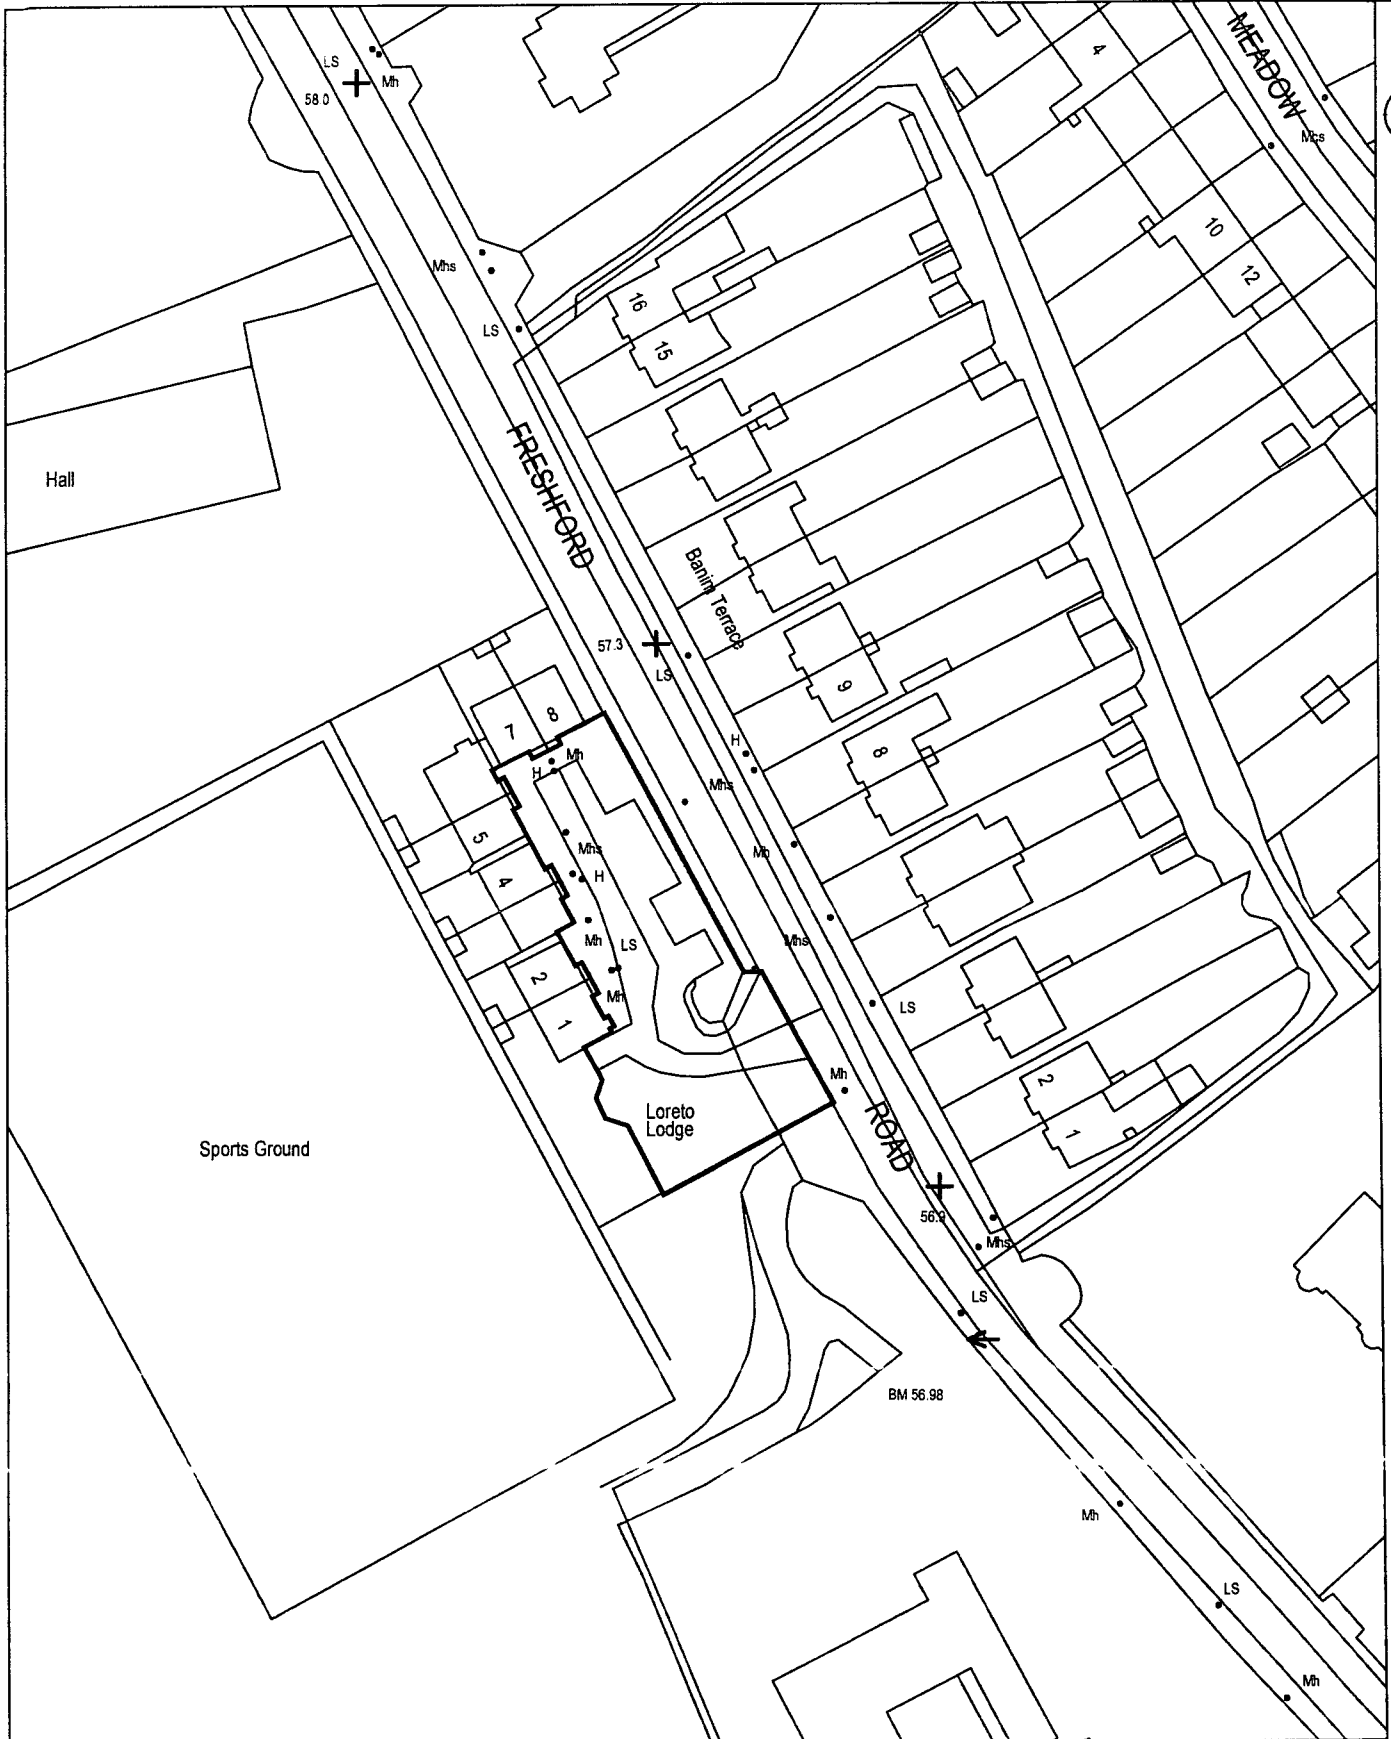 MEADOW
4
LS
Mh
58.0
Mcs
10
12
Mhs
LS
16
15
FRESHFORD
Hall
Banim Terrace
57.3
LS
9
8
7
8
H
Mh
H
Mhs
5
Mhs
Mh
4
H
Mh
LS
Mhs
2
Mh
1
LS
Mh
2
1
ROAD
Loreto
Lodge
Sports Ground
56.9
Mhs
LS
BM 56.98
Mh
LS
Mh